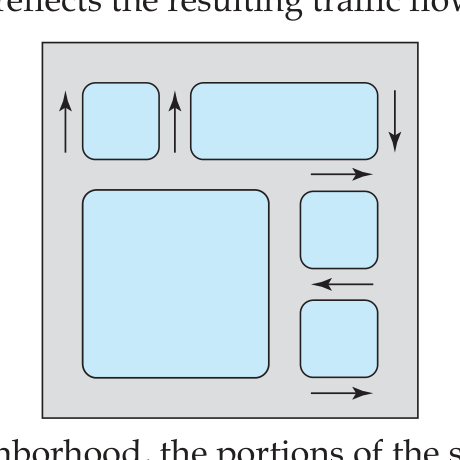 reflects the resulting traffic flow
nborhood, the portions of the s